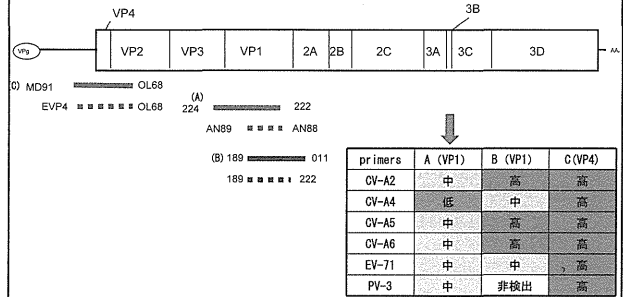 VP4
3B
VPg
VP2 VP3 VP1 2A 2B 2C 3A 3C 3D
AA
(C) MD91 OL68
EVP4 OL68
(A)
224 222
AN89 AN88
(B) 189 011
189 222
primers A (VP1) B (VP1) C(VP4)
CV-A2 中 高 高
CV-A4 低 中 高
CV-A5 中 高 高
CV-A6 中 高 高
EV-71 中 中 高
PV-3 中 非検出 高